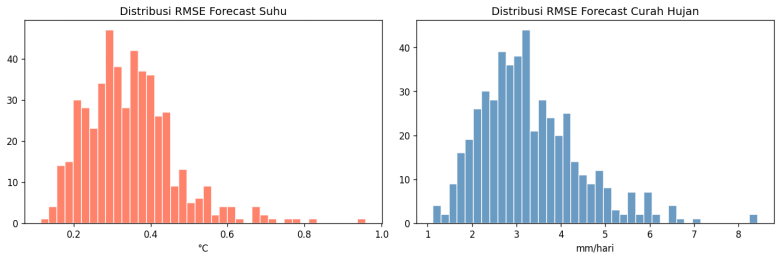 Distribusi RMSE Forecast Suhu
40
30
20
10
0
0.2 0.4 0.6 0.8 1.0
°C
Distribusi RMSE Forecast Curah Hujan
40
30
20
10
0
1 2 3 4 5 6 7 8
mm/hari